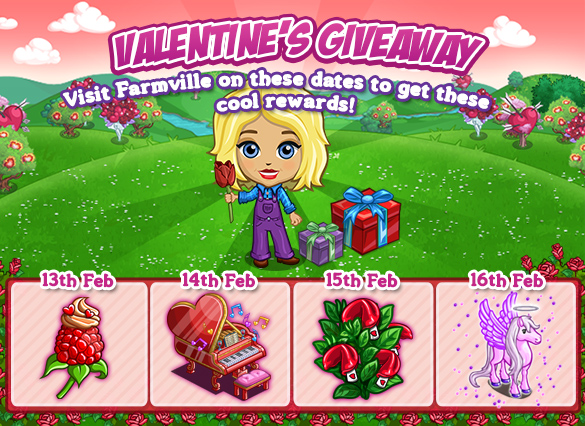 VALENTINE'S GIVEAWAY
Visit Farmville on these dates to get these
cool rewards!
13th Feb
14th Feb
15th Feb
16th Feb